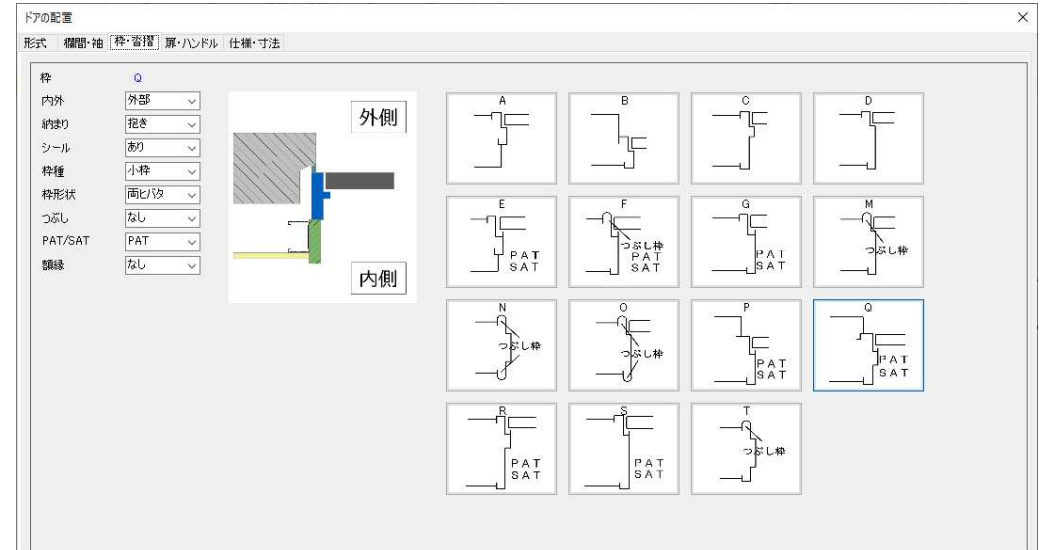 ドアの配置
形式 欄間・袖 枠・沓摺 扉・ハンドル 仕様・寸法
枠 Q
内外 外部
納まり 抱き
シール あり
枠種 小枠
枠形状 両ヒバタ
つぶし なし
PAT/SAT PAT
額縁 なし
外側
内側
A B C D
E F G M
PAT
SAT
つぶし枠
PAT
SAT
PAT
SAT
つぶし枠
N O P Q
つぶし枠
つぶし枠
PAT
SAT
PAT
SAT
R S T
PAT
SAT
PAT
SAT
つぶし枠